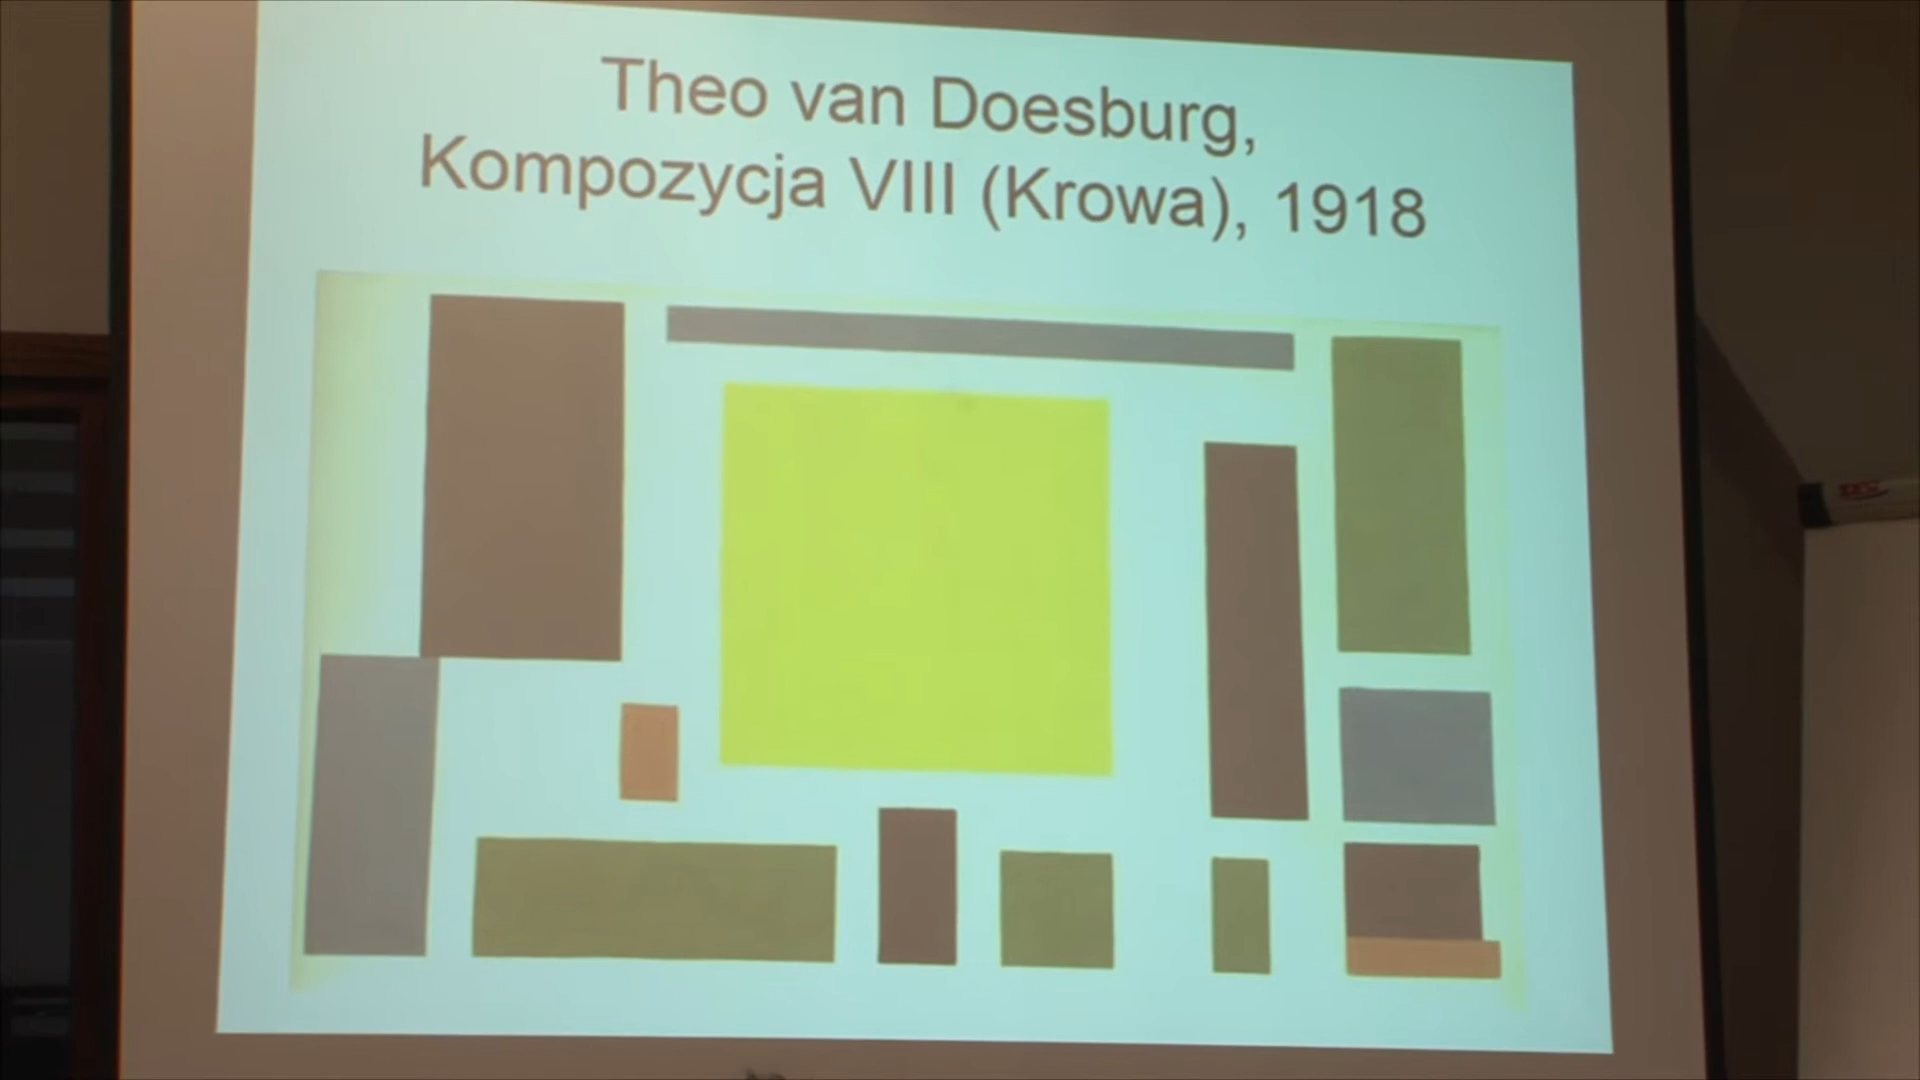 Theo van Doesburg,
Kompozycja VIII (Krowa), 1918